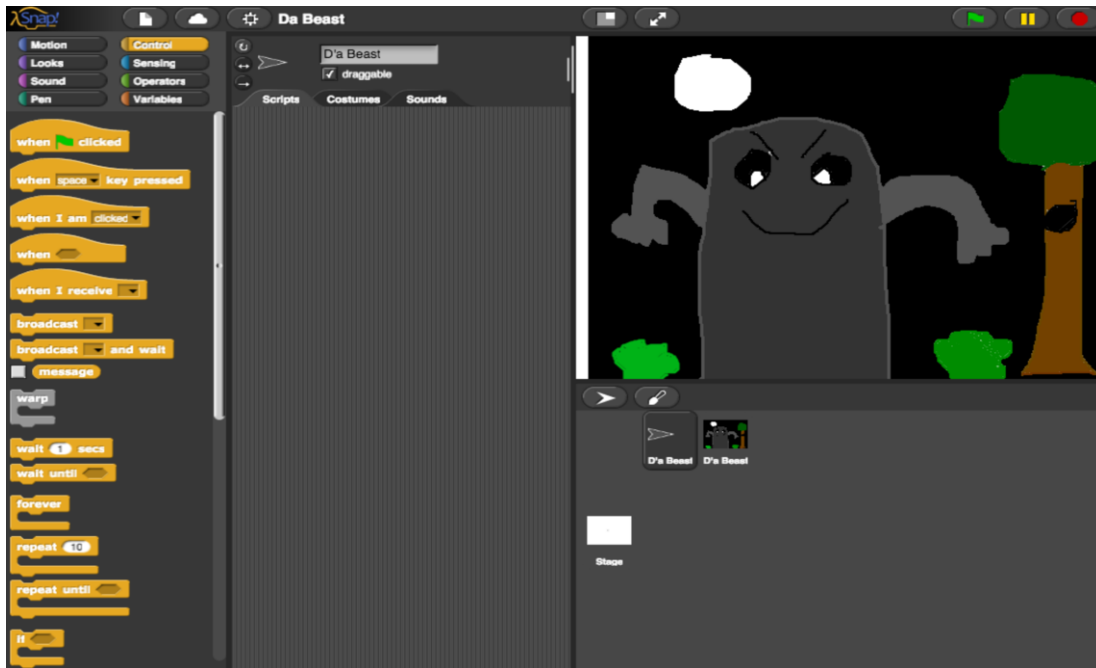 λSnap!
Da Beast
Motion
Control
Looks
Sensing
Sound
Operators
Pen
Variables
D'a Beast
draggable
Scripts
Costumes
Sounds
when clicked
when space key pressed
when I am clicked
when
when I receive
broadcast
broadcast and wait
message
warp
wait 1 secs
wait until
forever
repeat 10
repeat until
if
D'a Beast
D'a Beast
Stage